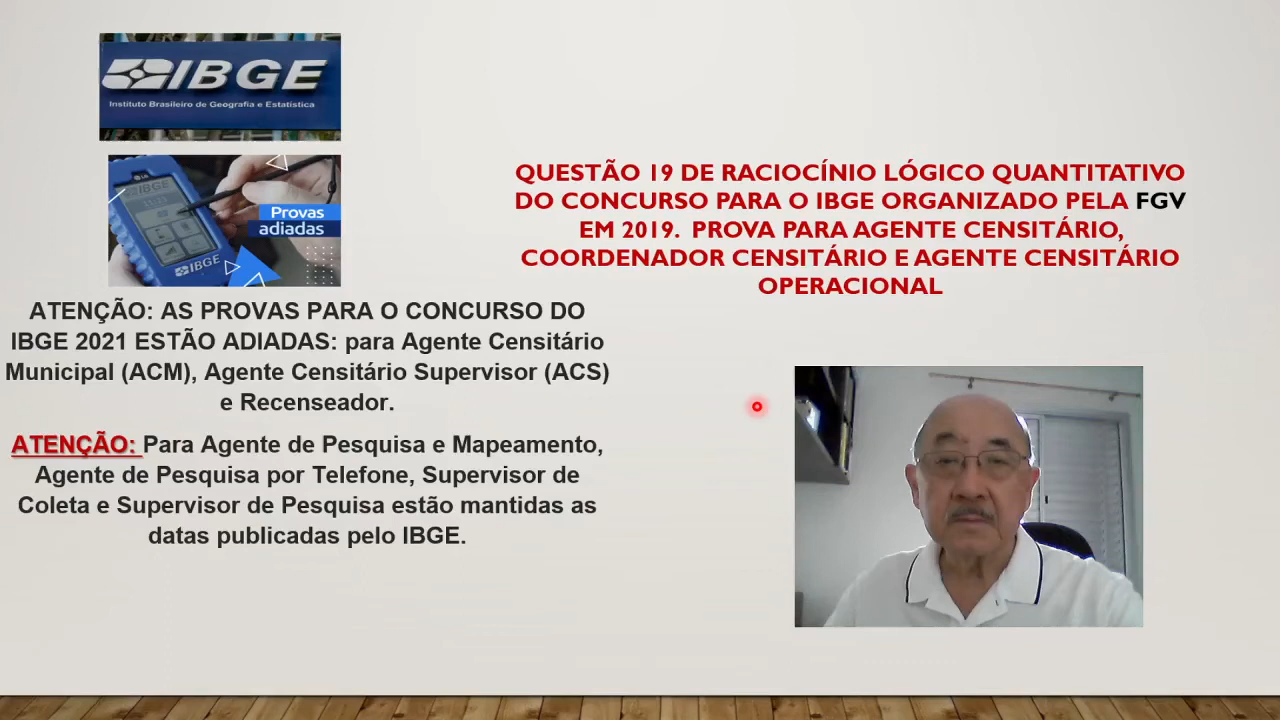 IBGE
Instituto Brasileiro de Geografia e Estatística
IBGE
11:21
Provas
adiadas
IBGE
ATENÇÃO: AS PROVAS PARA O CONCURSO DO
IBGE 2021 ESTÃO ADIADAS: para Agente Censitário
Municipal (ACM), Agente Censitário Supervisor (ACS)
e Recenseador.
ATENÇÃO: Para Agente de Pesquisa e Mapeamento,
Agente de Pesquisa por Telefone, Supervisor de
Coleta e Supervisor de Pesquisa estão mantidas as
datas publicadas pelo IBGE.
QUESTÃO 19 DE RACIOCÍNIO LÓGICO QUANTITATIVO
DO CONCURSO PARA O IBGE ORGANIZADO PELA FGV
EM 2019. PROVA PARA AGENTE CENSITÁRIO,
COORDENADOR CENSITÁRIO E AGENTE CENSITÁRIO
OPERACIONAL